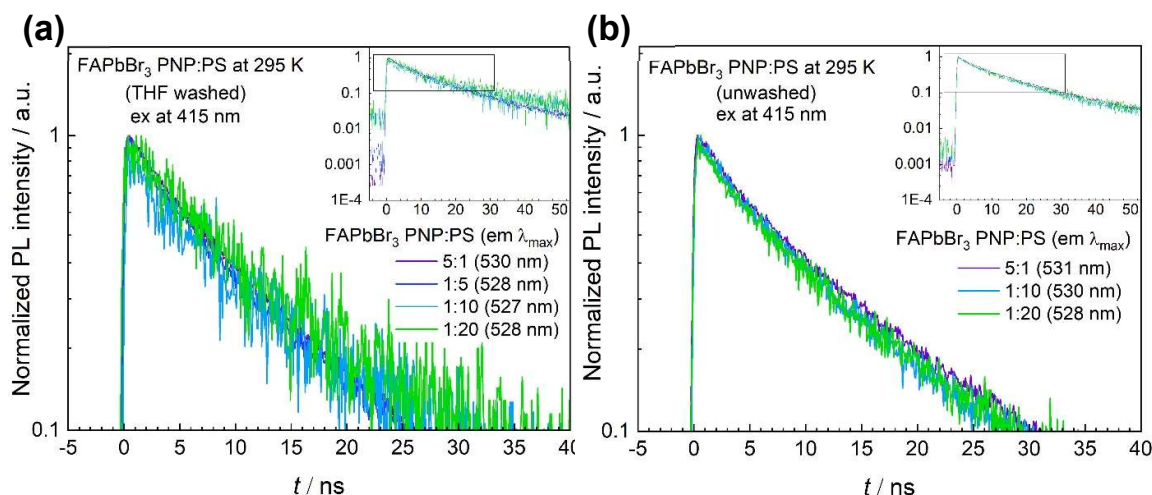 (a)
FAPbBr₃ PNP:PS at 295 K
(THF washed)
ex at 415 nm
1
0.1
0.01
0.001
1E-4
0 10 20 30 40 50
FAPbBr₃ PNP:PS (em λmax)
5:1 (530 nm)
1:5 (528 nm)
1:10 (527 nm)
1:20 (528 nm)
Normalized PL intensity / a.u.
1
0.1
-5 0 5 10 15 20 25 30 35 40
t / ns
(b)
FAPbBr₃ PNP:PS at 295 K
(unwashed)
ex at 415 nm
1
0.1
0.01
0.001
1E-4
0 10 20 30 40 50
FAPbBr₃ PNP:PS (em λmax)
5:1 (531 nm)
1:10 (530 nm)
1:20 (528 nm)
Normalized PL intensity / a.u.
1
0.1
-5 0 5 10 15 20 25 30 35 40
t / ns